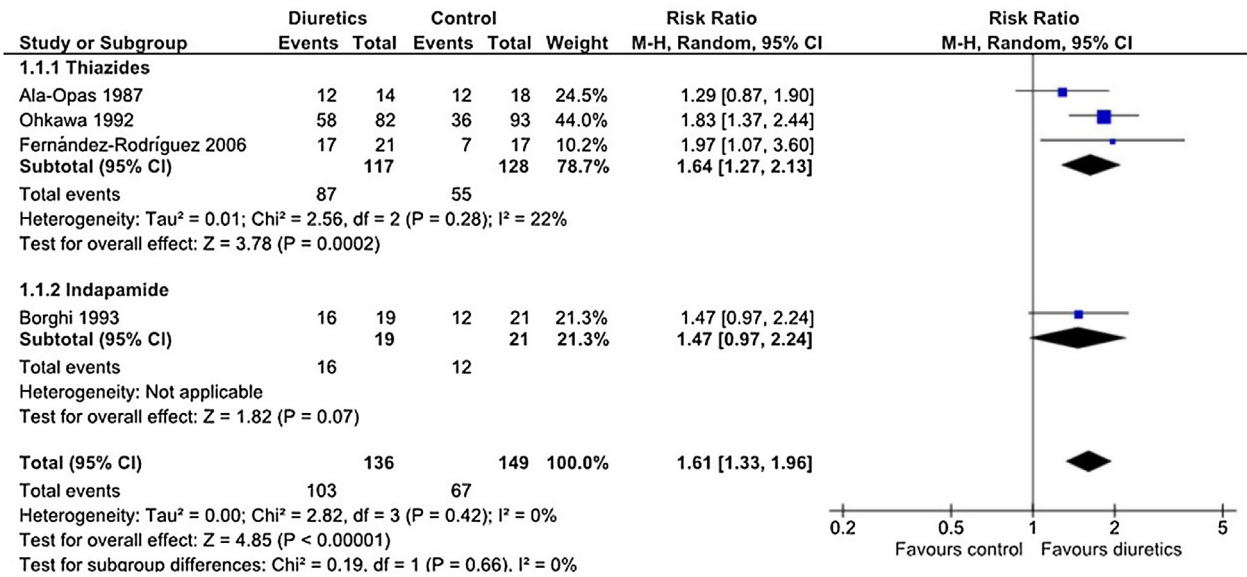 Diuretics Control Risk Ratio Risk Ratio
Study or Subgroup Events Total Events Total Weight M-H, Random, 95% CI M-H, Random, 95% CI
1.1.1 Thiazides
Ala-Opas 1987 12 14 12 18 24.5% 1.29 [0.87, 1.90]
Ohkawa 1992 58 82 36 93 44.0% 1.83 [1.37, 2.44]
Fernández-Rodríguez 2006 17 21 7 17 10.2% 1.97 [1.07, 3.60]
Subtotal (95% CI) 117 128 78.7% 1.64 [1.27, 2.13]
Total events 87 55
Heterogeneity: Tau² = 0.01; Chi² = 2.56, df = 2 (P = 0.28); I² = 22%
Test for overall effect: Z = 3.78 (P = 0.0002)
1.1.2 Indapamide
Borghi 1993 16 19 12 21 21.3% 1.47 [0.97, 2.24]
Subtotal (95% CI) 19 21 21.3% 1.47 [0.97, 2.24]
Total events 16 12
Heterogeneity: Not applicable
Test for overall effect: Z = 1.82 (P = 0.07)
Total (95% CI) 136 149 100.0% 1.61 [1.33, 1.96]
Total events 103 67
Heterogeneity: Tau² = 0.00; Chi² = 2.82, df = 3 (P = 0.42); I² = 0%
Test for overall effect: Z = 4.85 (P < 0.00001)
Test for subgroup differences: Chi² = 0.19, df = 1 (P = 0.66), I² = 0%
0.2 0.5 1 2 5
Favours control Favours diuretics